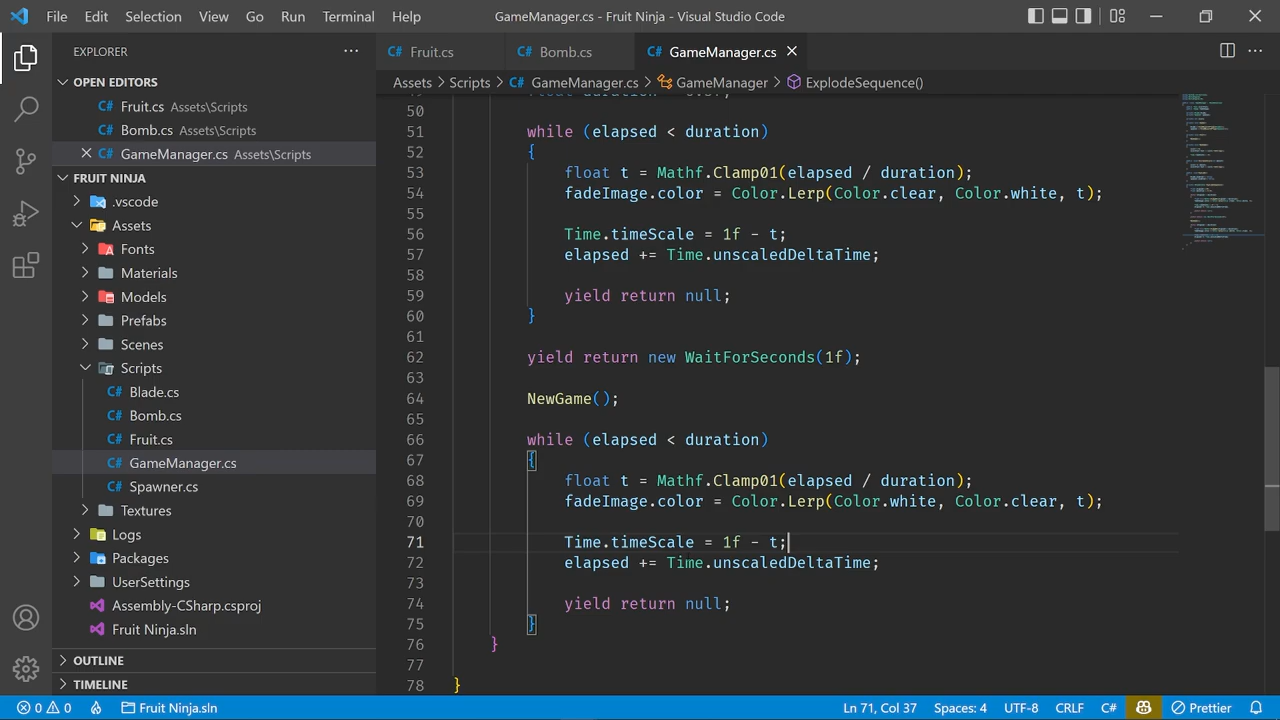 File Edit Selection View Go Run Terminal Help
GameManager.cs - Fruit Ninja - Visual Studio Code
EXPLORER
OPEN EDITORS
C# Fruit.cs Assets\Scripts
C# Bomb.cs Assets\Scripts
C# GameManager.cs Assets\Scripts
FRUIT NINJA
.vscode
Assets
Fonts
Materials
Models
Prefabs
Scenes
Scripts
C# Blade.cs
C# Bomb.cs
C# Fruit.cs
C# GameManager.cs
C# Spawner.cs
Textures
Logs
Packages
UserSettings
Assembly-CSharp.csproj
Fruit Ninja.sln
OUTLINE
TIMELINE
C# Fruit.cs C# Bomb.cs C# GameManager.cs
Assets > Scripts > C# GameManager.cs > GameManager > ExplodeSequence()
50
51 while (elapsed < duration)
52 {
53 float t = Mathf.Clamp01(elapsed / duration);
54 fadeImage.color = Color.Lerp(Color.clear, Color.white, t);
55
56 Time.timeScale = 1f - t;
57 elapsed += Time.unscaledDeltaTime;
58
59 yield return null;
60 }
61
62 yield return new WaitForSeconds(1f);
63
64 NewGame();
65
66 while (elapsed < duration)
67 {
68 float t = Mathf.Clamp01(elapsed / duration);
69 fadeImage.color = Color.Lerp(Color.white, Color.clear, t);
70
71 Time.timeScale = 1f - t;
72 elapsed += Time.unscaledDeltaTime;
73
74 yield return null;
75 }
76 }
77
78 }
0 0 Fruit Ninja.sln Ln 71, Col 37 Spaces: 4 UTF-8 CRLF C# Prettier